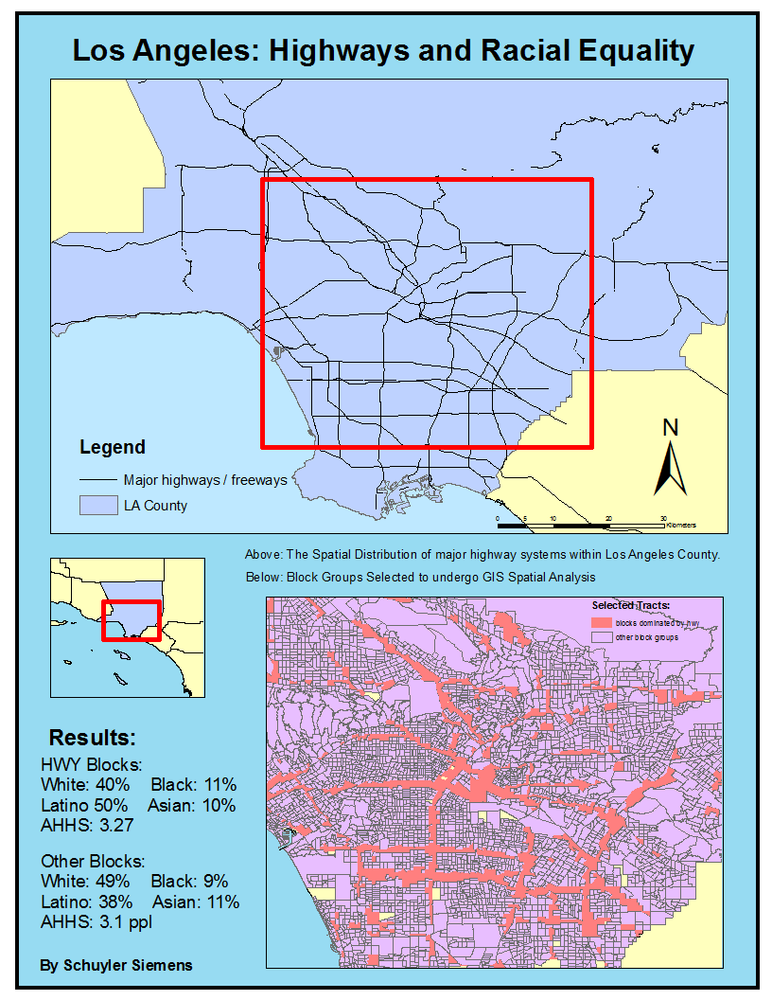 Los Angeles: Highways and Racial Equality
N
Legend
Major highways / freeways
LA County
0 5 10 20 30
Kilometers
Above: The Spatial Distribution of major highway systems within Los Angeles County.
Below: Block Groups Selected to undergo GIS Spatial Analysis
Selected Tracts:
blocks dominated by hwy
other block groups
Results:
HWY Blocks:
White: 40% Black: 11%
Latino 50% Asian: 10%
AHHS: 3.27
Other Blocks:
White: 49% Black: 9%
Latino: 38% Asian: 11%
AHHS: 3.1 ppl
By Schuyler Siemens